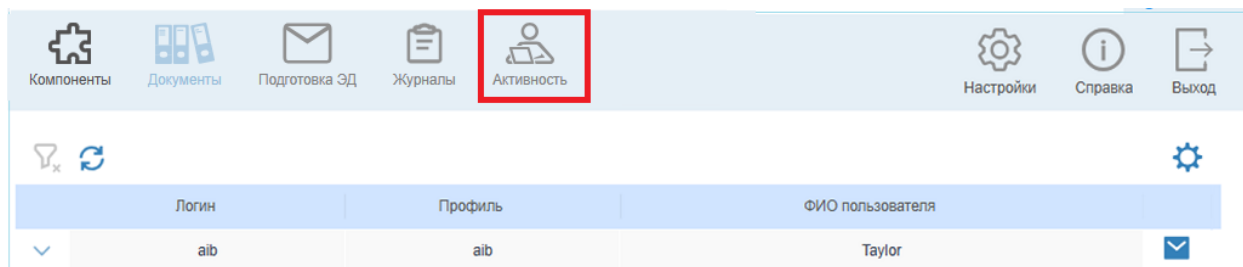 Компоненты Документы Подготовка ЭД Журналы Активность Настройки Справка Выход
Логин Профиль ФИО пользователя
aib aib Taylor